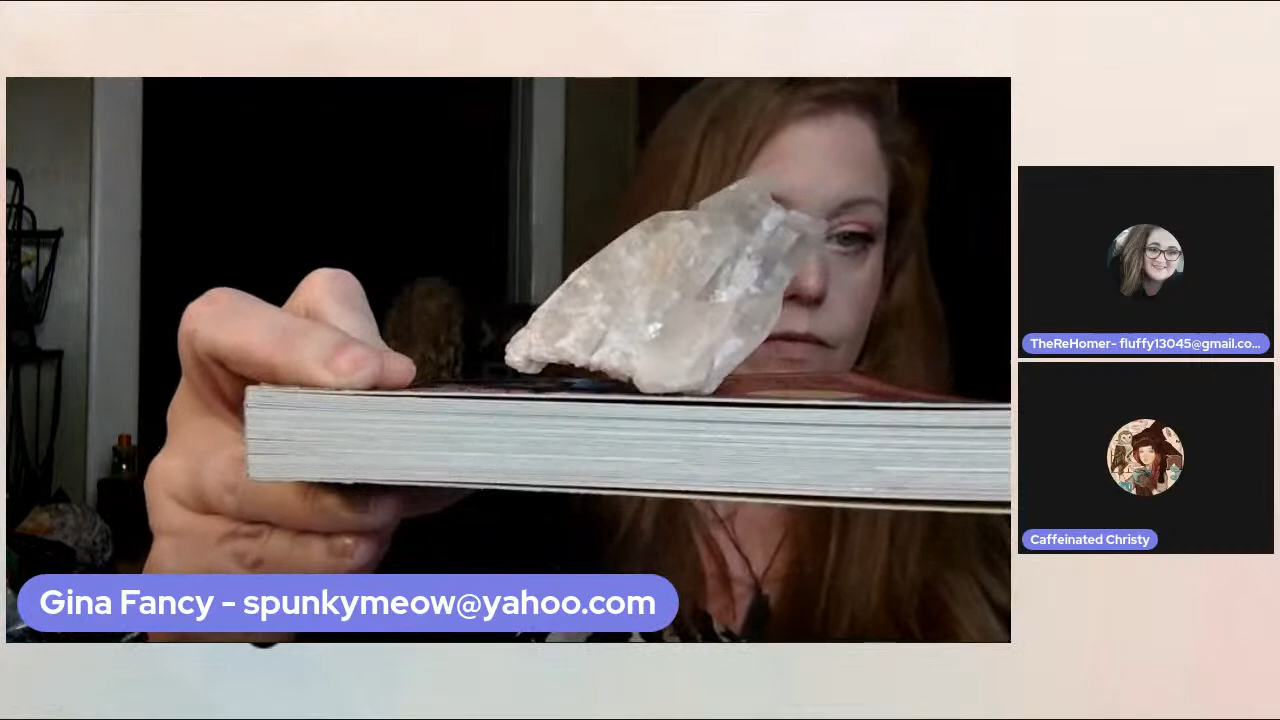 Gina Fancy - spunkymeow@yahoo.com
TheReHomer- fluffy13045@gmail.co...
Caffeinated Christy